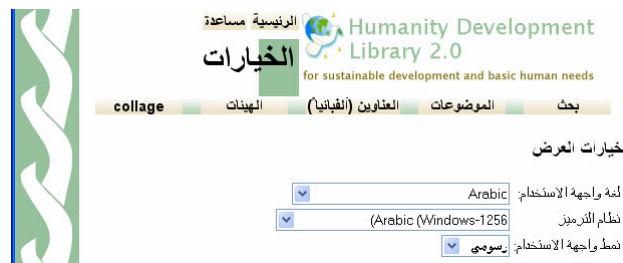 الرئيسية مساعدة
Humanity Development
Library 2.0
for sustainable development and basic human needs
الخيارات
بحث الموضوعات العناوين (ألفبائياً) الهيئات collage
خيارات العرض
لغة واجهة الاستخدام: Arabic
نظام الترميز (Arabic (Windows-1256
نمط واجهة الاستخدام: رسومي